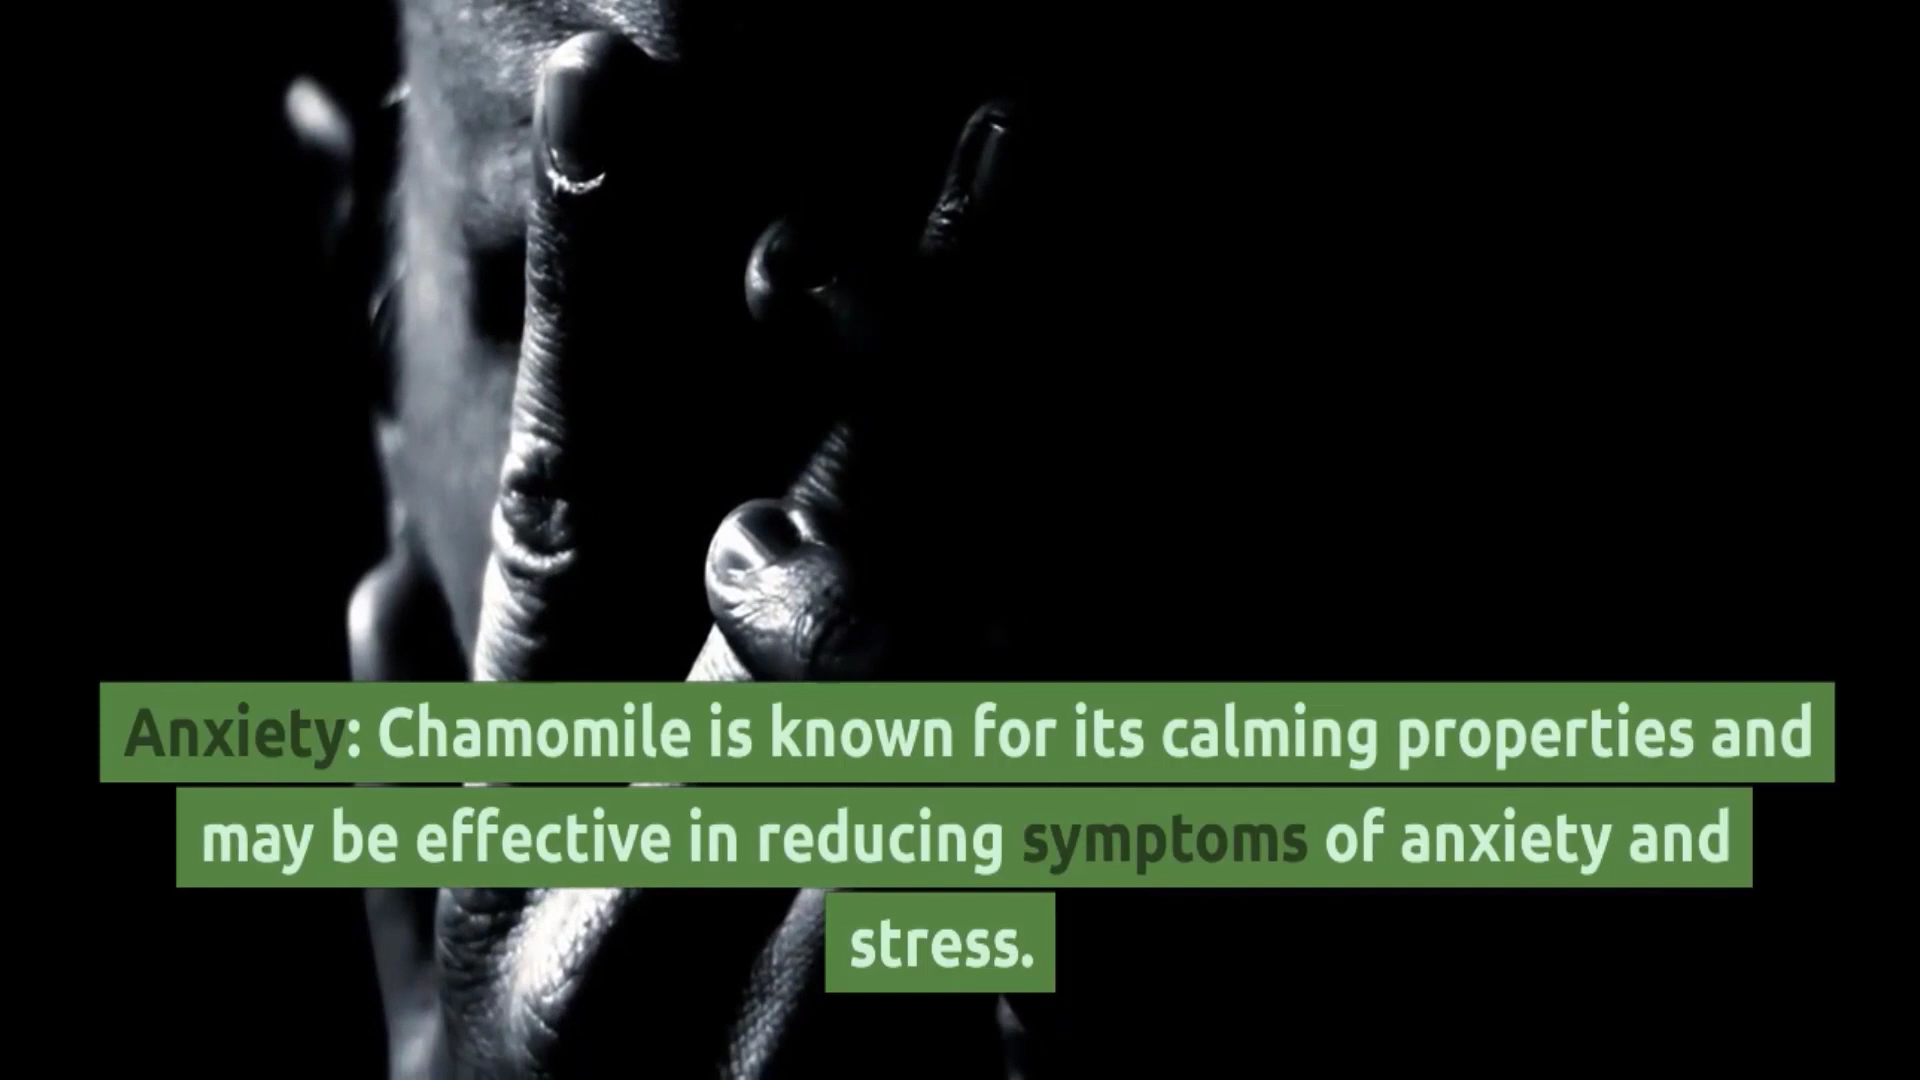 Anxiety: Chamomile is known for its calming properties and
may be effective in reducing symptoms of anxiety and
stress.